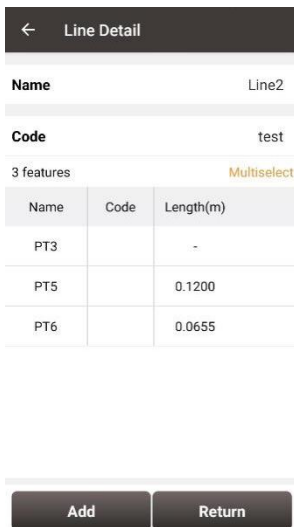 Line Detail
Name Line2
Code test
3 features Multiselect
Name Code Length(m)
PT3 -
PT5 0.1200
PT6 0.0655
Add Return